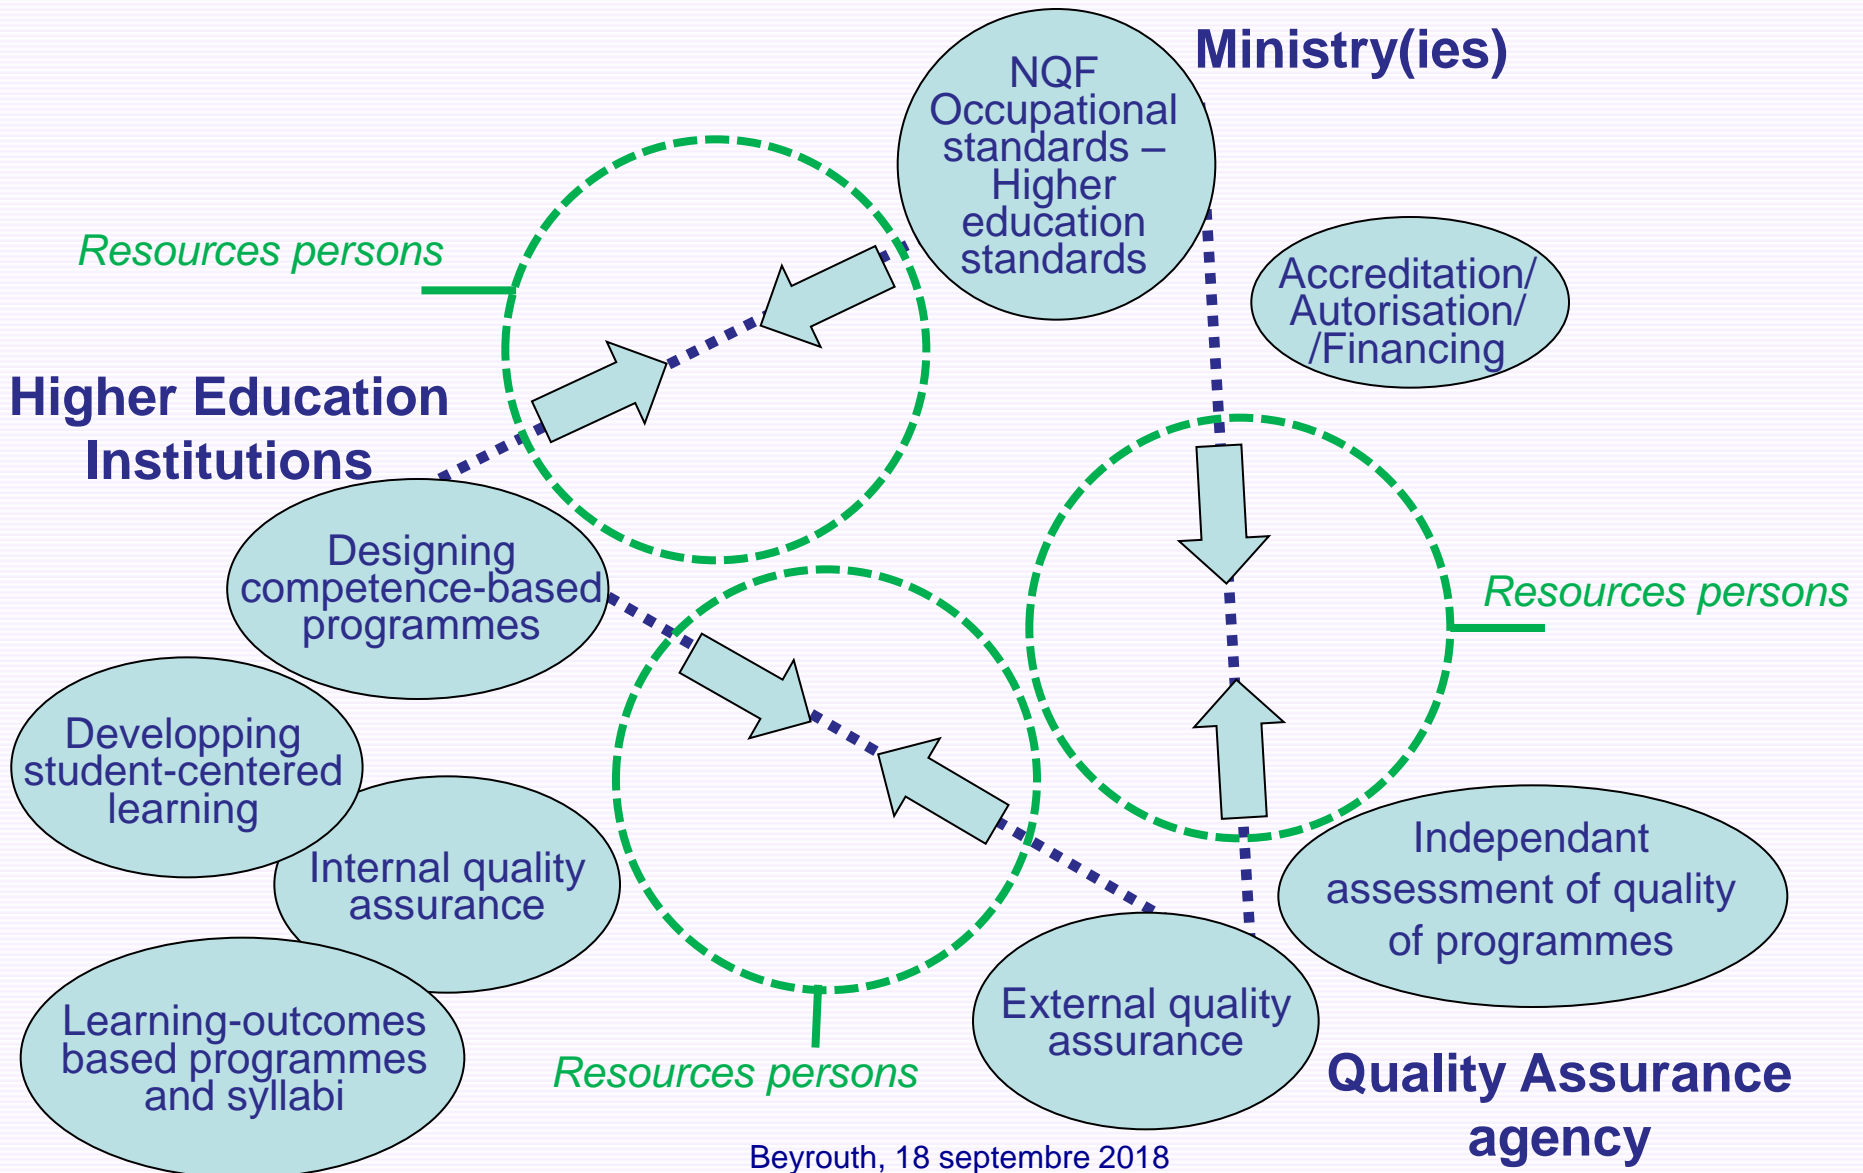 Ministry(ies)
NQF
Occupational
standards –
Higher
education
standards
Accreditation/
Autorisation/
/Financing
Resources persons
Higher Education
Institutions
Designing
competence-based
programmes
Resources persons
Developping
student-centered
learning
Internal quality
assurance
Learning-outcomes
based programmes
and syllabi
Resources persons
Independant
assessment of quality
of programmes
External quality
assurance
Quality Assurance
agency
Beyrouth, 18 septembre 2018